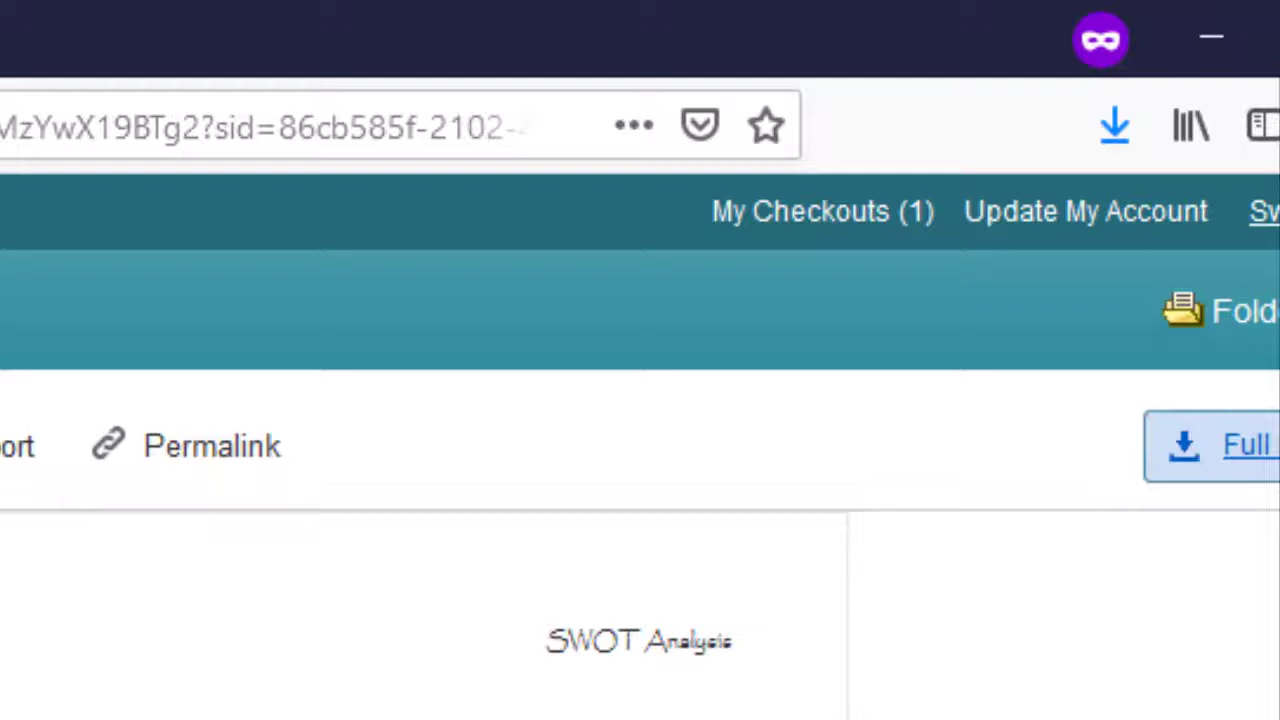 MzYwX19BTg2?sid=86cb585f-2102-
My Checkouts (1) Update My Account
Permalink
SWOT Analysis
Full